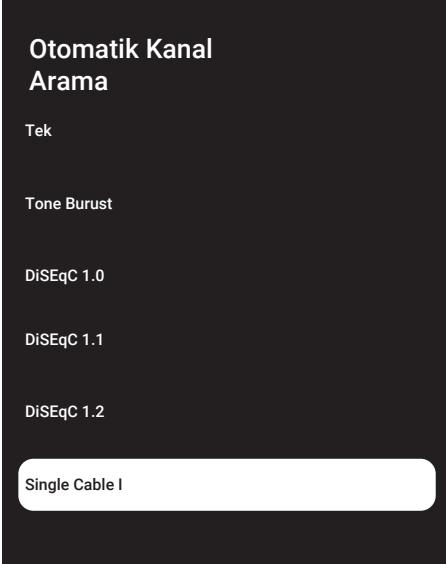 Otomatik Kanal
Arama
Tek
Tone Burust
DiSEqC 1.0
DiSEqC 1.1
DiSEqC 1.2
Single Cable I